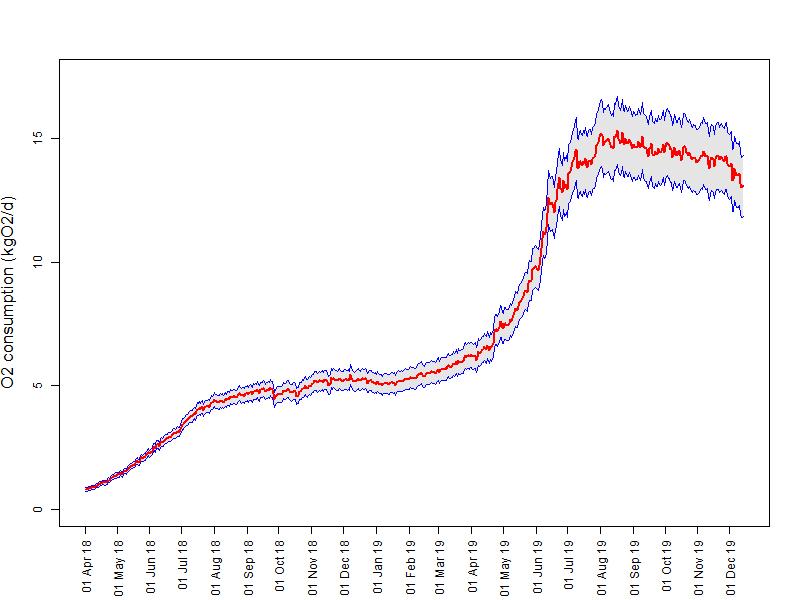 O2 consumption (kgO2/d)
15
10
5
0
01 Apr 18
01 May 18
01 Jun 18
01 Jul 18
01 Aug 18
01 Sep 18
01 Oct 18
01 Nov 18
01 Dec 18
01 Jan 19
01 Feb 19
01 Mar 19
01 Apr 19
01 May 19
01 Jun 19
01 Jul 19
01 Aug 19
01 Sep 19
01 Oct 19
01 Nov 19
01 Dec 19